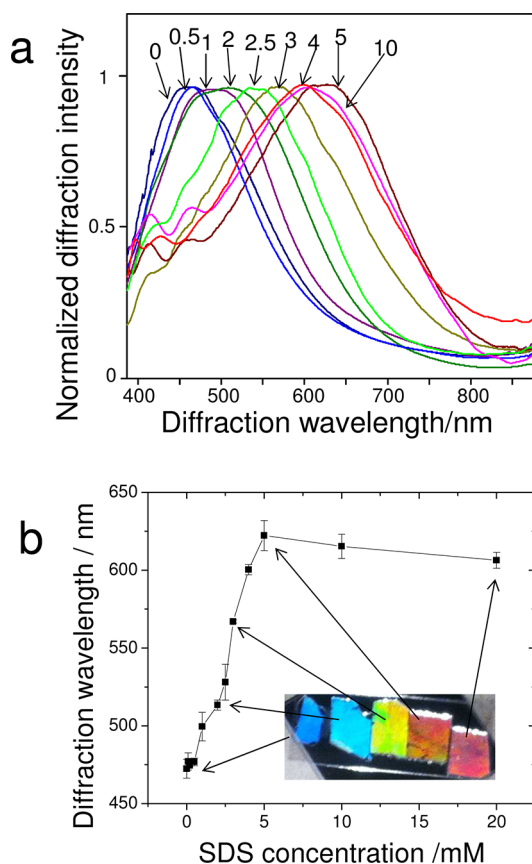 a
0 0.5 1 2 2.5 3 4 5 10
1
0.5
0
Normalized diffraction intensity
400 500 600 700 800
Diffraction wavelength/nm
b
650
600
550
500
450
Diffraction wavelength / nm
0 5 10 15 20
SDS concentration /mM